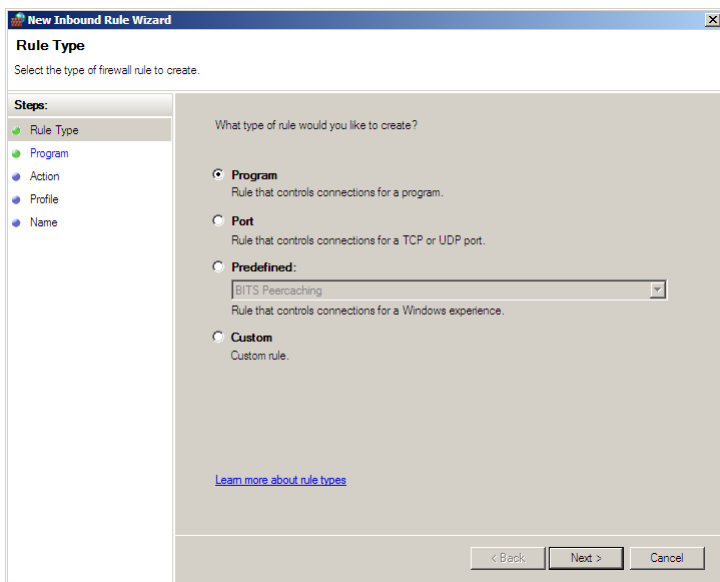 New Inbound Rule Wizard
Rule Type
Select the type of firewall rule to create.
Steps:
Rule Type
Program
Action
Profile
Name
What type of rule would you like to create?
Program
Rule that controls connections for a program.
Port
Rule that controls connections for a TCP or UDP port.
Predefined:
BITS Peercaching
Rule that controls connections for a Windows experience.
Custom
Custom rule.
Learn more about rule types
< Back Next > Cancel